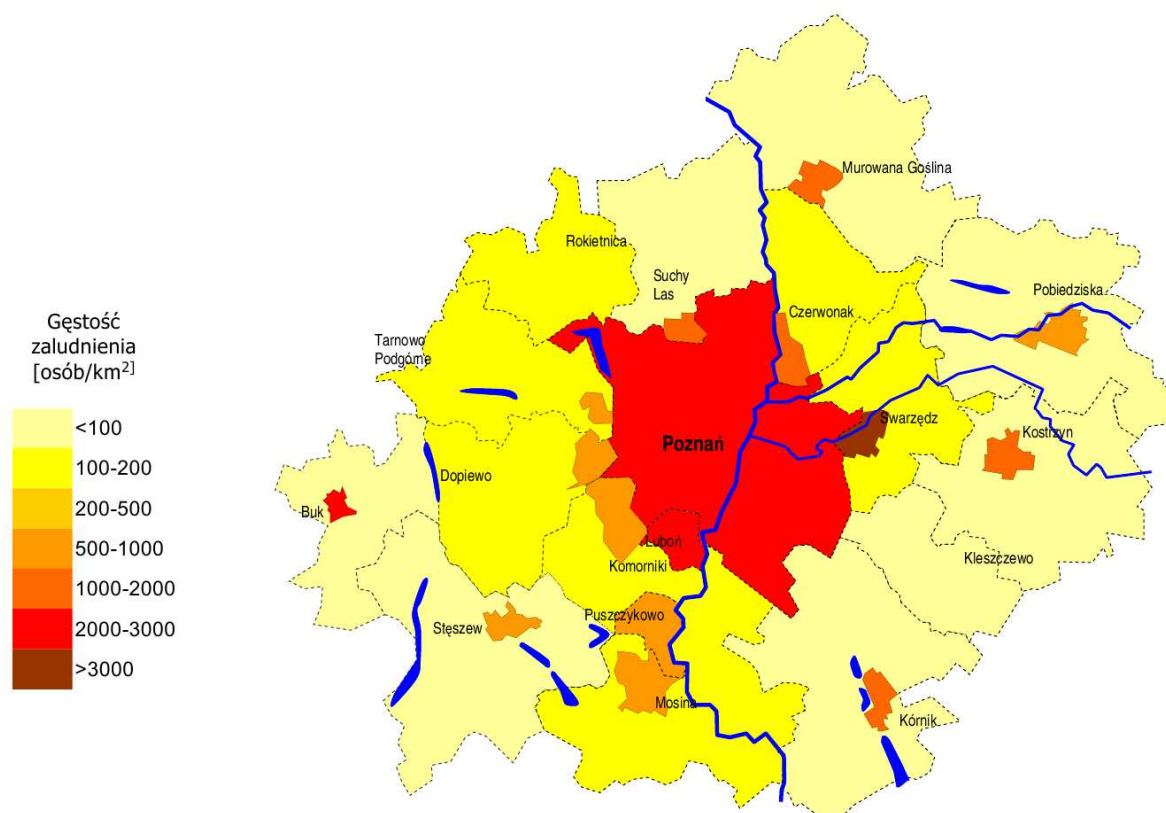 Gęstość
zaludnienia
[osób/km²]
<100
100-200
200-500
500-1000
1000-2000
2000-3000
>3000
Murowana Goślina
Rokietnica
Suchy
Las
Pobiedziska
Czerwonak
Tarnowo
Podgórne
Swarzędz
Kostrzyn
Poznań
Dopiewo
Buk
Luboń
Komorniki
Kleszczewo
Puszczykowo
Stęszew
Mosina
Kórnik